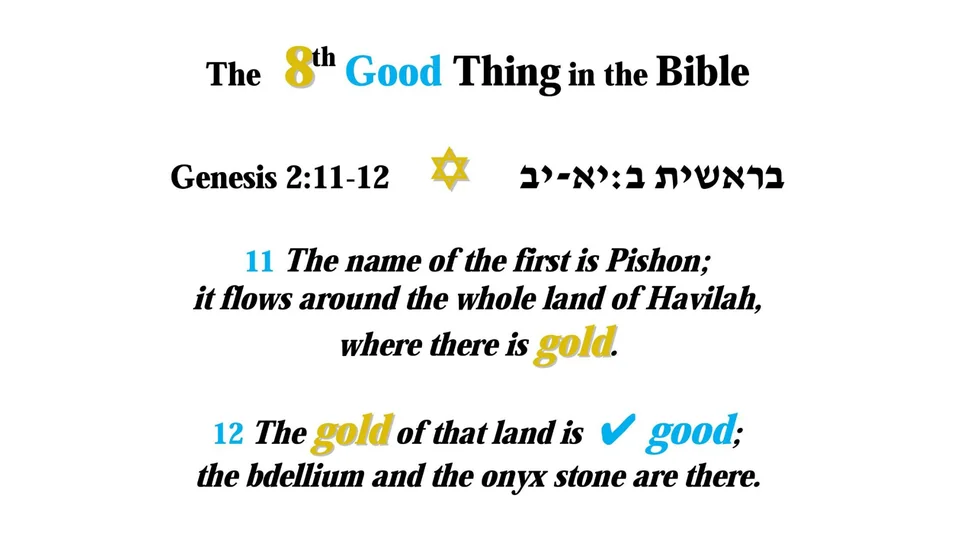 The 8th Good Thing in the Bible
Genesis 2:11-12 ✡ בראשית ב:יא-יב
11 The name of the first is Pishon;
it flows around the whole land of Havilah,
where there is gold.
12 The gold of that land is ✔ good;
the bdellium and the onyx stone are there.